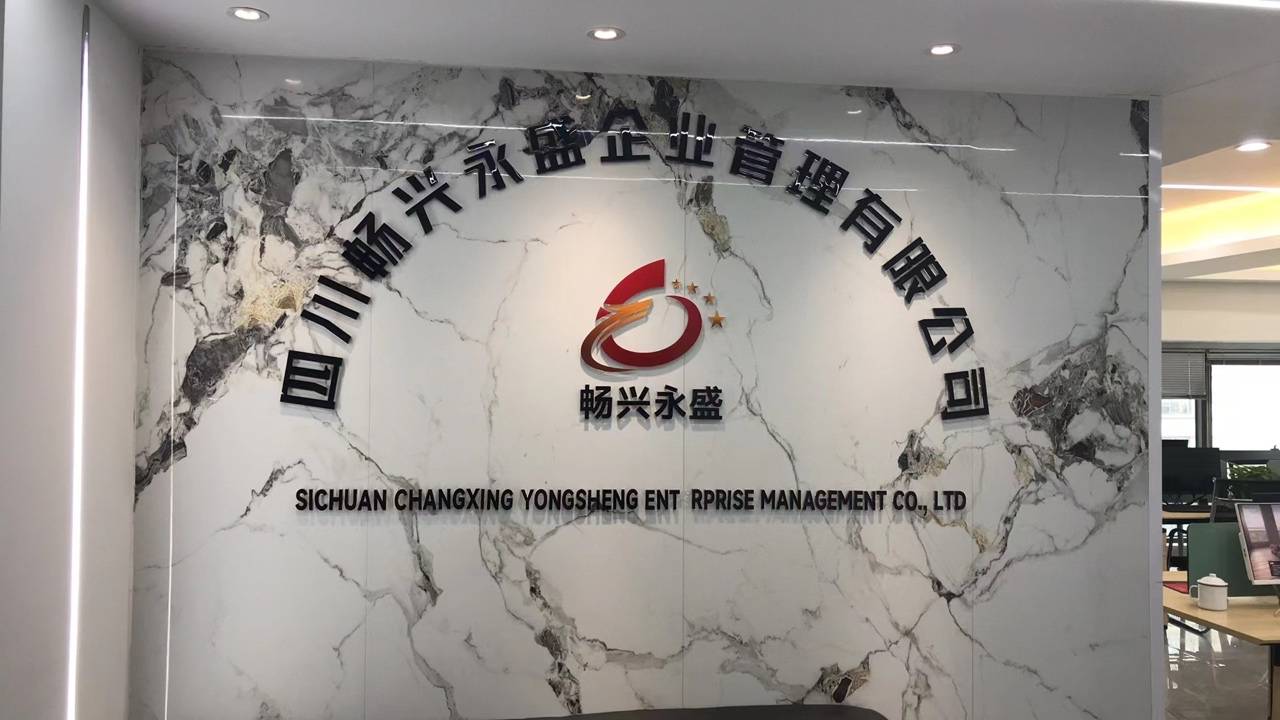 四川畅兴永盛企业管理有限公司
畅兴永盛
SICHUAN CHANGXING YONGSHENG ENT RPRISE MANAGEMENT CO., LTD